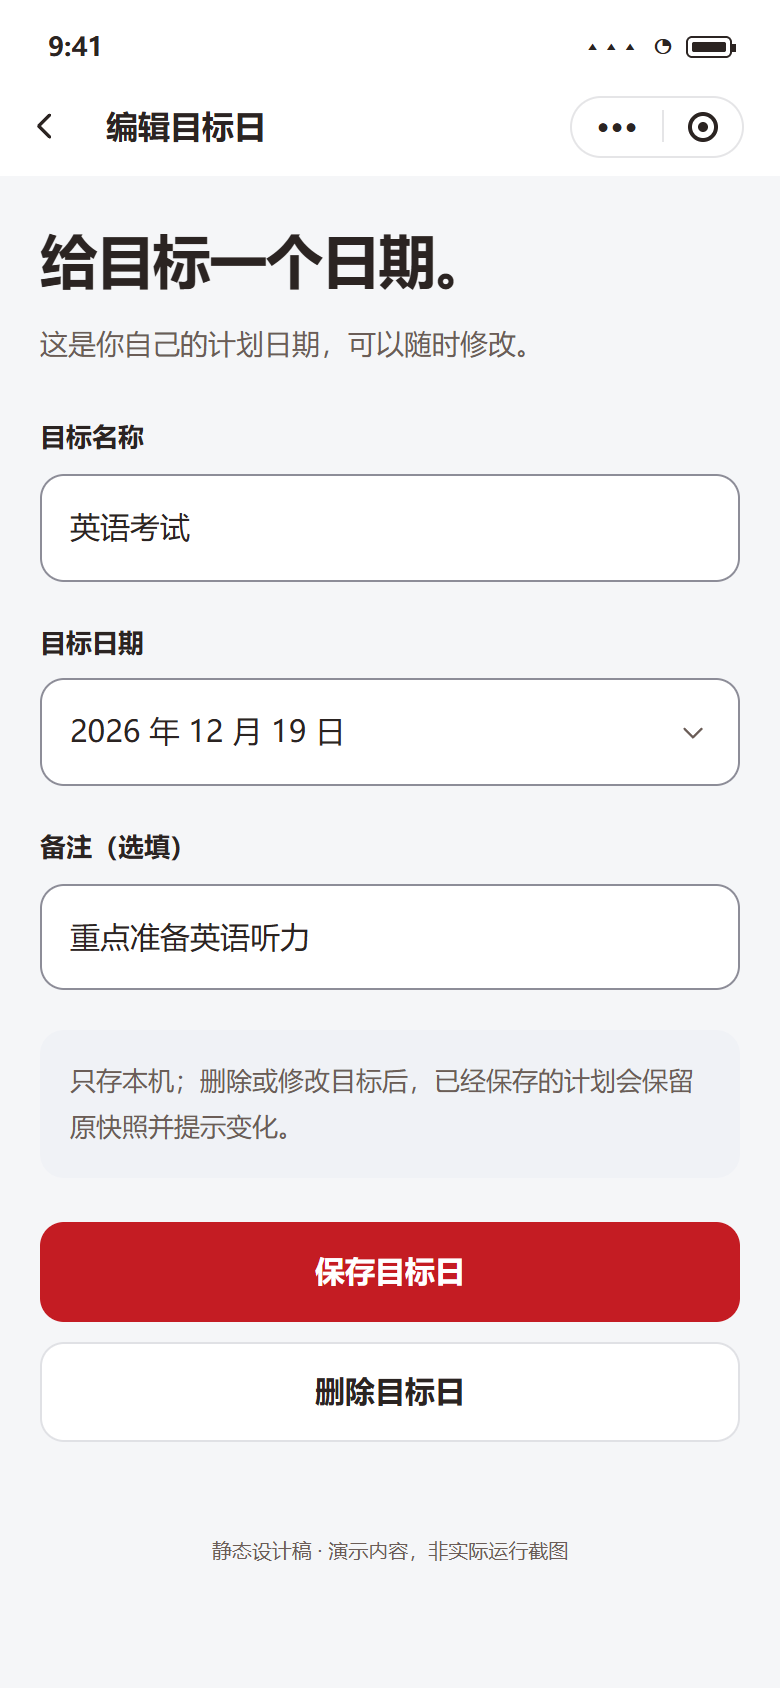 9:41
编辑目标日
给目标一个日期。
这是你自己的计划日期，可以随时修改。
目标名称
英语考试
目标日期
2026 年 12 月 19 日
备注（选填）
重点准备英语听力
只存本机；删除或修改目标后，已经保存的计划会保留
原快照并提示变化。
保存目标日
删除目标日
静态设计稿 · 演示内容，非实际运行截图